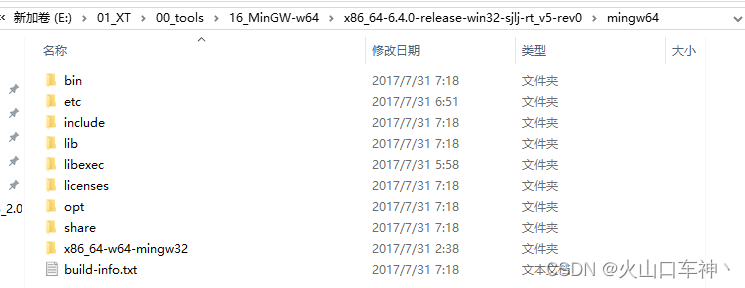 « 新加卷 (E:) › 01_XT › 00_tools › 16_MinGW-w64 › x86_64-6.4.0-release-win32-sjlj-rt_v5-rev0 › mingw64
名称 修改日期 类型 大小
bin 2017/7/31 7:18 文件夹
etc 2017/7/31 6:51 文件夹
include 2017/7/31 7:18 文件夹
lib 2017/7/31 7:18 文件夹
libexec 2017/7/31 5:58 文件夹
licenses 2017/7/31 7:18 文件夹
opt 2017/7/31 7:18 文件夹
_2.0
share 2017/7/31 7:18 文件夹
x86_64-w64-mingw32 2017/7/31 2:38 文件夹
build-info.txt 2017/7/31 7:18 文本文档
CSDN @火山口车神丶